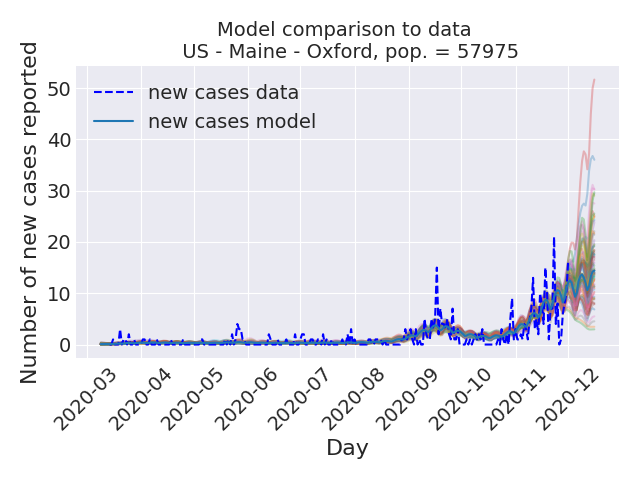 Model comparison to data
US - Maine - Oxford, pop. = 57975
Number of new cases reported
50
40
30
20
10
0
new cases data
new cases model
2020-03
2020-04
2020-05
2020-06
2020-07
2020-08
2020-09
2020-10
2020-11
2020-12
Day